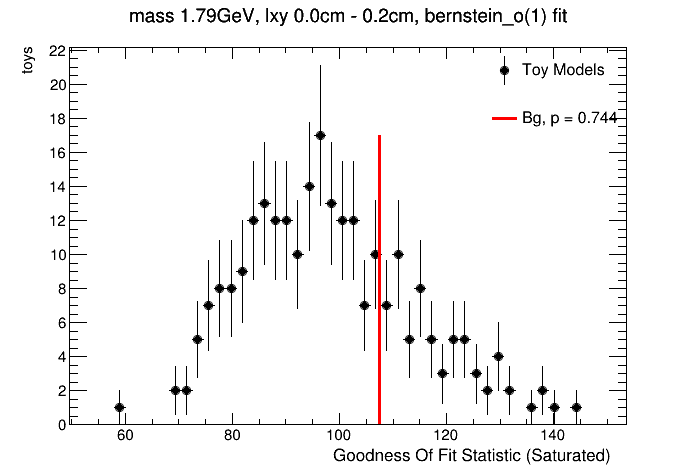 mass 1.79GeV, lxy 0.0cm - 0.2cm, bernstein_o(1) fit
toys
22
20
18
16
14
12
10
8
6
4
2
0
Toy Models
Bg, p = 0.744
60 80 100 120 140
Goodness Of Fit Statistic (Saturated)